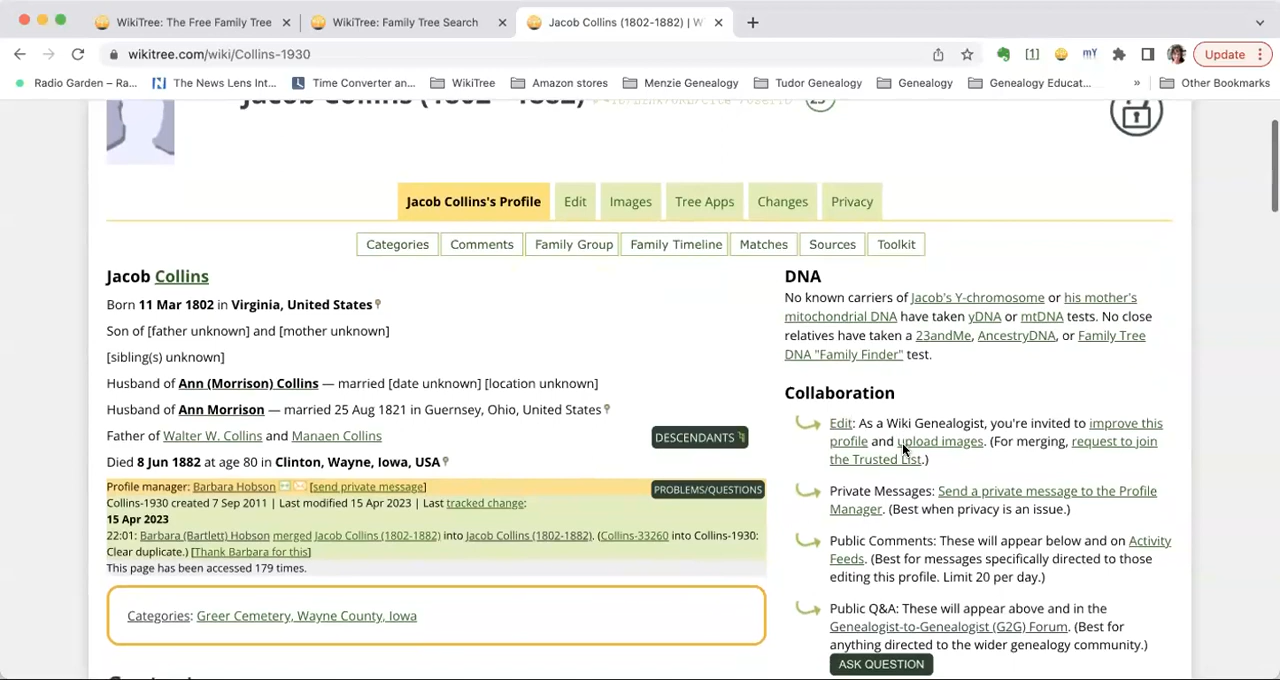 WikiTree: The Free Family Tree
WikiTree: Family Tree Search
Jacob Collins (1802-1882) | W
wikitree.com/wiki/Collins-1930
[1]
mY
Update
Radio Garden – Ra...
The News Lens Int...
Time Converter an...
WikiTree
Amazon stores
Menzie Genealogy
Tudor Genealogy
Genealogy
Genealogy Educat...
»
Other Bookmarks
Jacob Collins (1802 - 1882)
Jacob Collins's Profile
Edit
Images
Tree Apps
Changes
Privacy
Categories
Comments
Family Group
Family Timeline
Matches
Sources
Toolkit
Jacob Collins
Born 11 Mar 1802 in Virginia, United States
Son of [father unknown] and [mother unknown]
[sibling(s) unknown]
Husband of Ann (Morrison) Collins — married [date unknown] [location unknown]
Husband of Ann Morrison — married 25 Aug 1821 in Guernsey, Ohio, United States
Father of Walter W. Collins and Manaen Collins
DESCENDANTS
Died 8 Jun 1882 at age 80 in Clinton, Wayne, Iowa, USA
Profile manager: Barbara Hobson [send private message]
PROBLEMS/QUESTIONS
Collins-1930 created 7 Sep 2011 | Last modified 15 Apr 2023 | Last tracked change:
15 Apr 2023
22:01: Barbara (Bartlett) Hobson merged Jacob Collins (1802-1882) into Jacob Collins (1802-1882). (Collins-33260 into Collins-1930:
Clear duplicate.) [Thank Barbara for this]
This page has been accessed 179 times.
Categories: Greer Cemetery, Wayne County, Iowa
DNA
No known carriers of Jacob's Y-chromosome or his mother's
mitochondrial DNA have taken yDNA or mtDNA tests. No close
relatives have taken a 23andMe, AncestryDNA, or Family Tree
DNA "Family Finder" test.
Collaboration
Edit: As a Wiki Genealogist, you're invited to improve this
profile and upload images. (For merging, request to join
the Trusted List.)
Private Messages: Send a private message to the Profile
Manager. (Best when privacy is an issue.)
Public Comments: These will appear below and on Activity
Feeds. (Best for messages specifically directed to those
editing this profile. Limit 20 per day.)
Public Q&A: These will appear above and in the
Genealogist-to-Genealogist (G2G) Forum. (Best for
anything directed to the wider genealogy community.)
ASK QUESTION